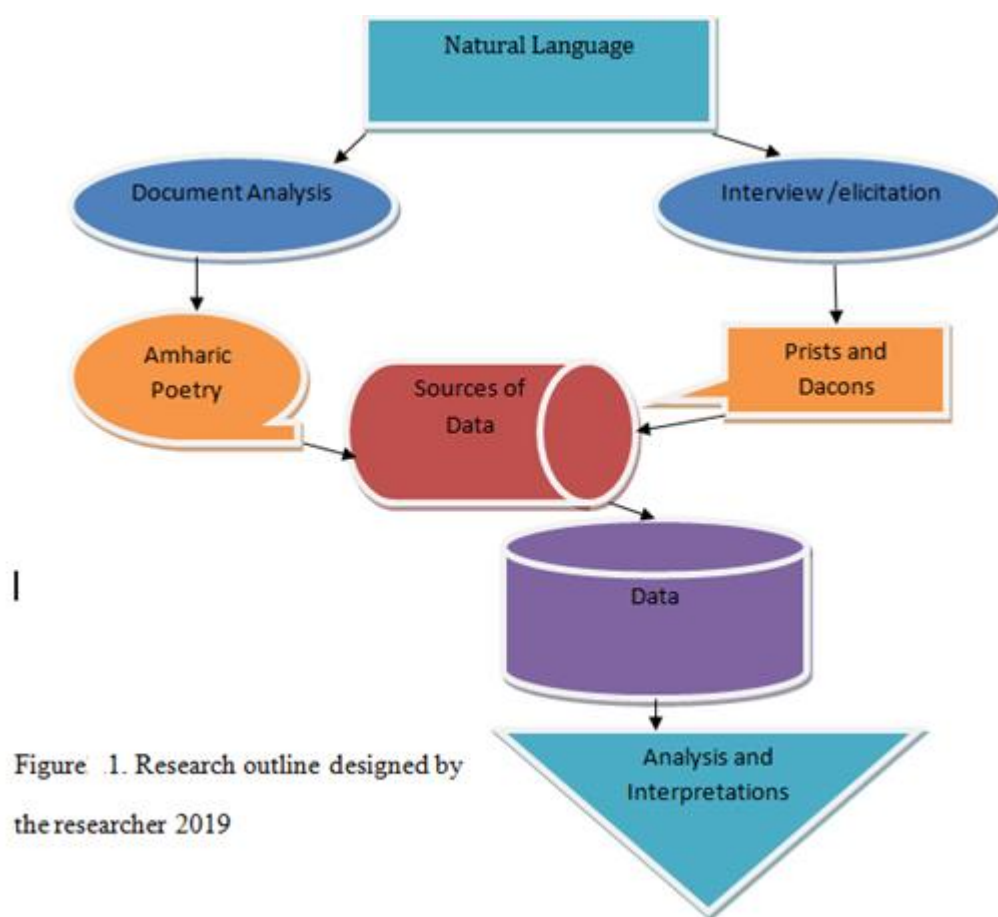 Natural Language
Document Analysis
Interview /elicitation
Amharic
Poetry
Sources of
Data
Prists and
Dacons
Data
Analysis and
Interpretations
Figure .1. Research outline designed by
the researcher 2019